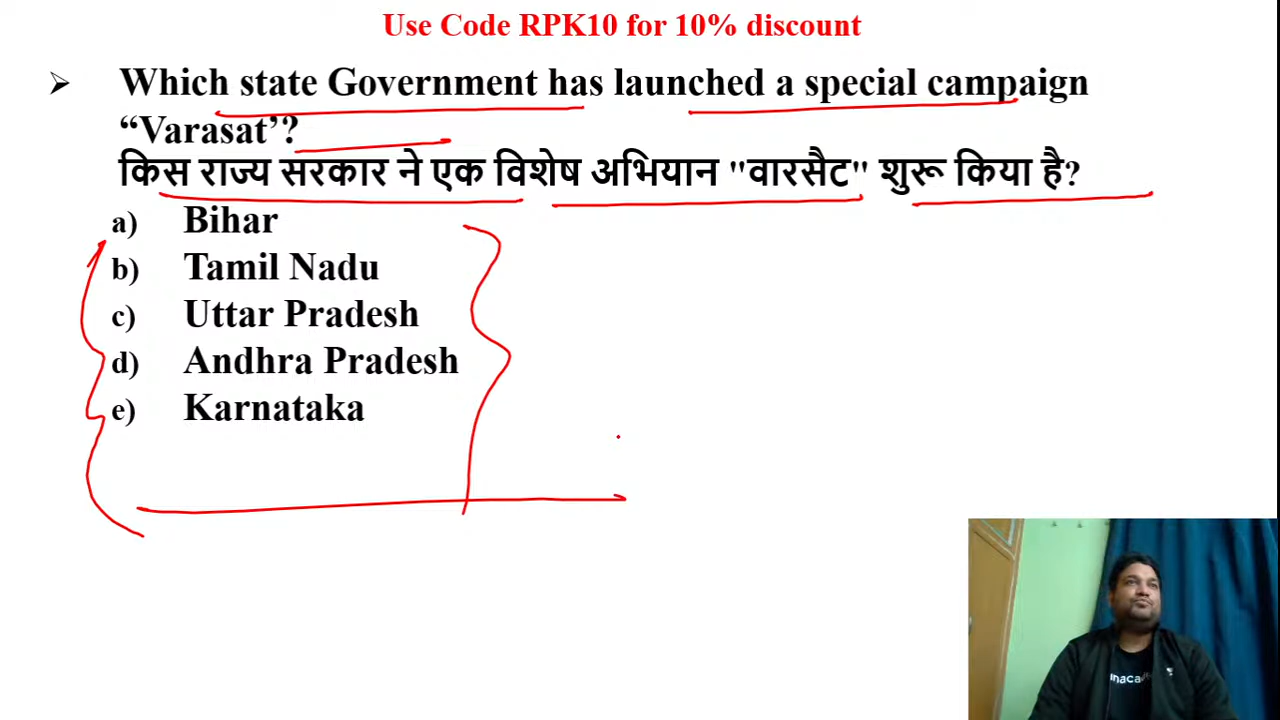 Use Code RPK10 for 10% discount
➢ Which state Government has launched a special campaign
“Varasat’?
किस राज्य सरकार ने एक विशेष अभियान "वारसैट" शुरू किया है?
a) Bihar
b) Tamil Nadu
c) Uttar Pradesh
d) Andhra Pradesh
e) Karnataka